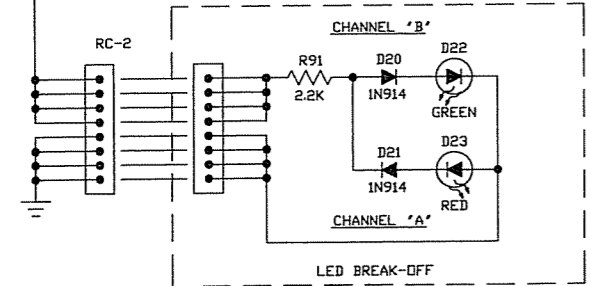 CHANNEL 'B'
RC-2
R91
D20
D22
2.2K
1N914
GREEN
D21
D23
1N914
RED
CHANNEL 'A'
LED BREAK-OFF